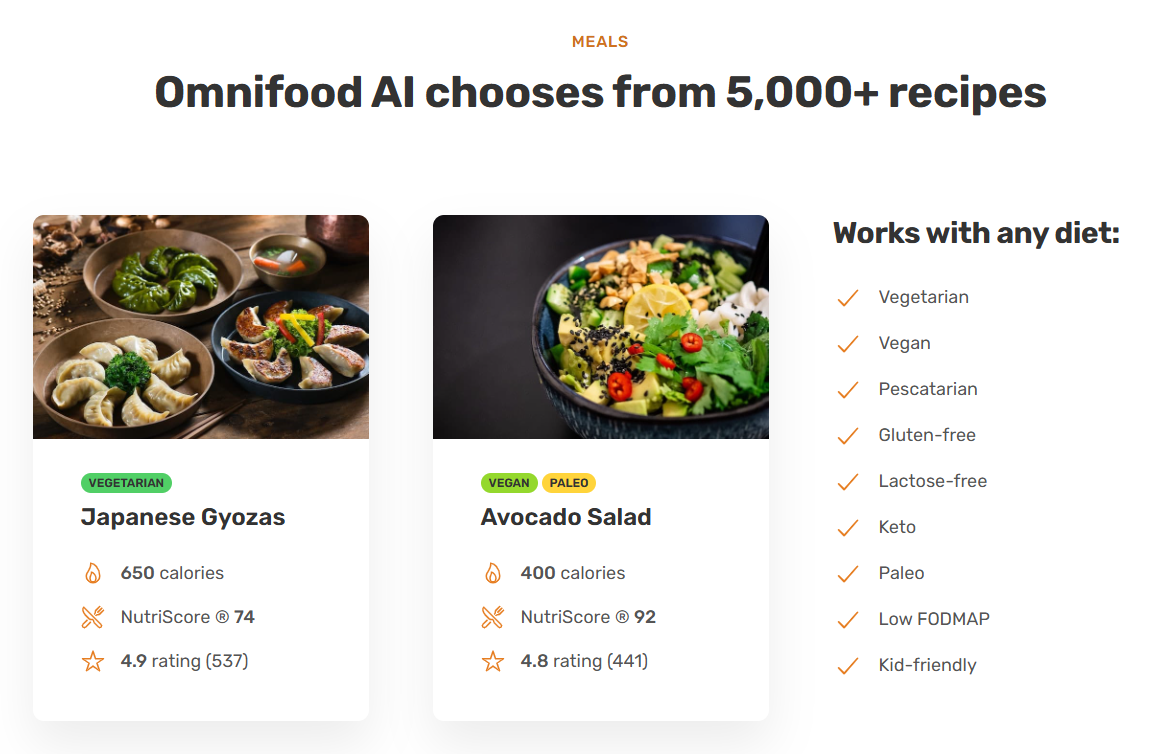 MEALS
Omnifood AI chooses from 5,000+ recipes
VEGETARIAN
Japanese Gyozas
650 calories
NutriScore ® 74
4.9 rating (537)
VEGAN PALEO
Avocado Salad
400 calories
NutriScore ® 92
4.8 rating (441)
Works with any diet:
Vegetarian
Vegan
Pescatarian
Gluten-free
Lactose-free
Keto
Paleo
Low FODMAP
Kid-friendly